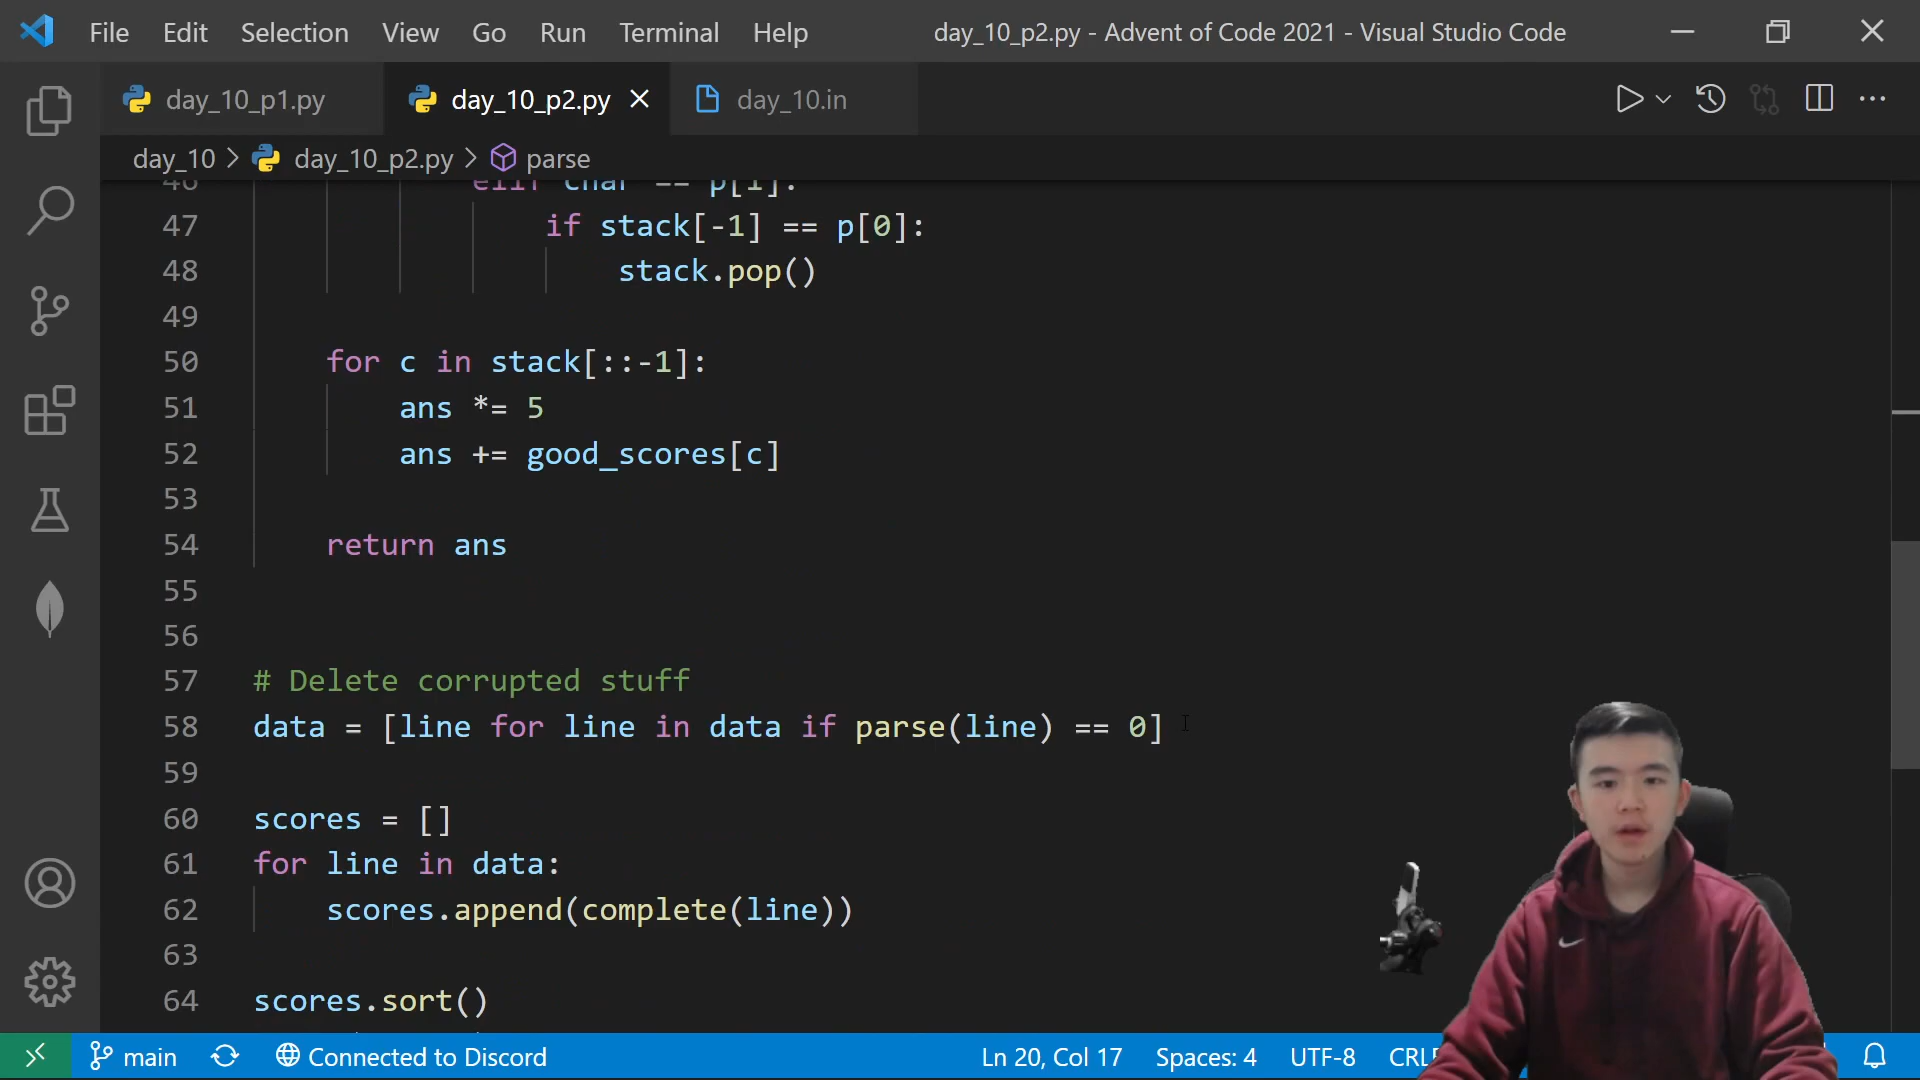 File Edit Selection View Go Run Terminal Help day_10_p2.py - Advent of Code 2021 - Visual Studio Code
day_10_p1.py day_10_p2.py day_10.in
day_10 > day_10_p2.py > parse
46 elif char == p[1]:
47 if stack[-1] == p[0]:
48 stack.pop()
49
50 for c in stack[::-1]:
51 ans *= 5
52 ans += good_scores[c]
53
54 return ans
55
56
57 # Delete corrupted stuff
58 data = [line for line in data if parse(line) == 0]
59
60 scores = []
61 for line in data:
62 scores.append(complete(line))
63
64 scores.sort()
main Connected to Discord Ln 20, Col 17 Spaces: 4 UTF-8